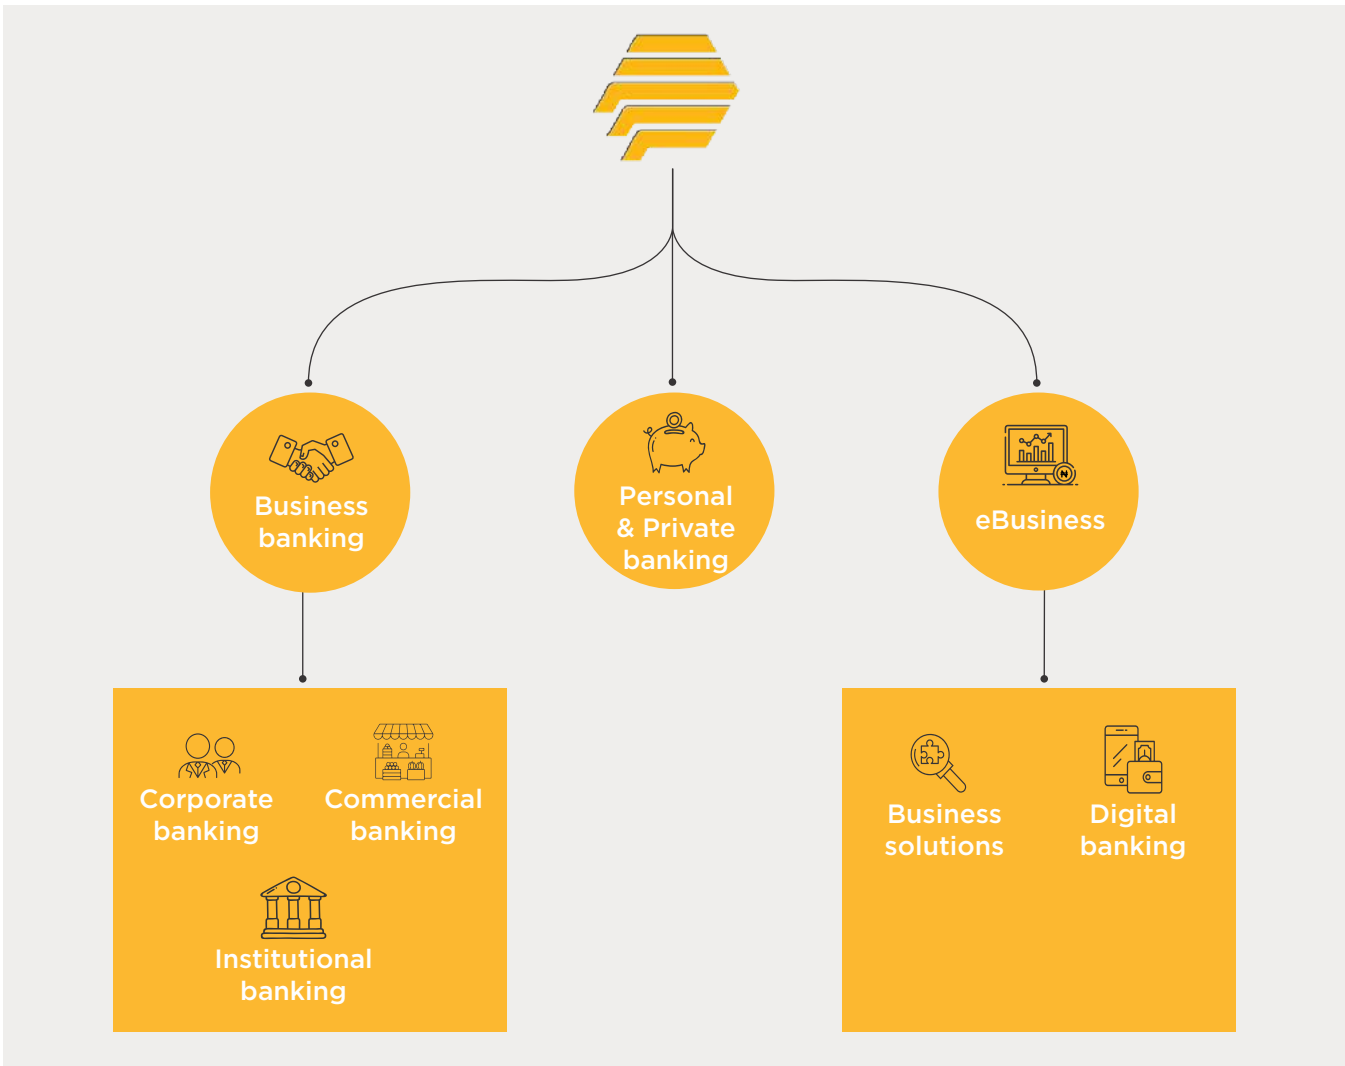 Business
banking
Personal
& Private
banking
eBusiness
Corporate
banking
Commercial
banking
Institutional
banking
Business
solutions
Digital
banking